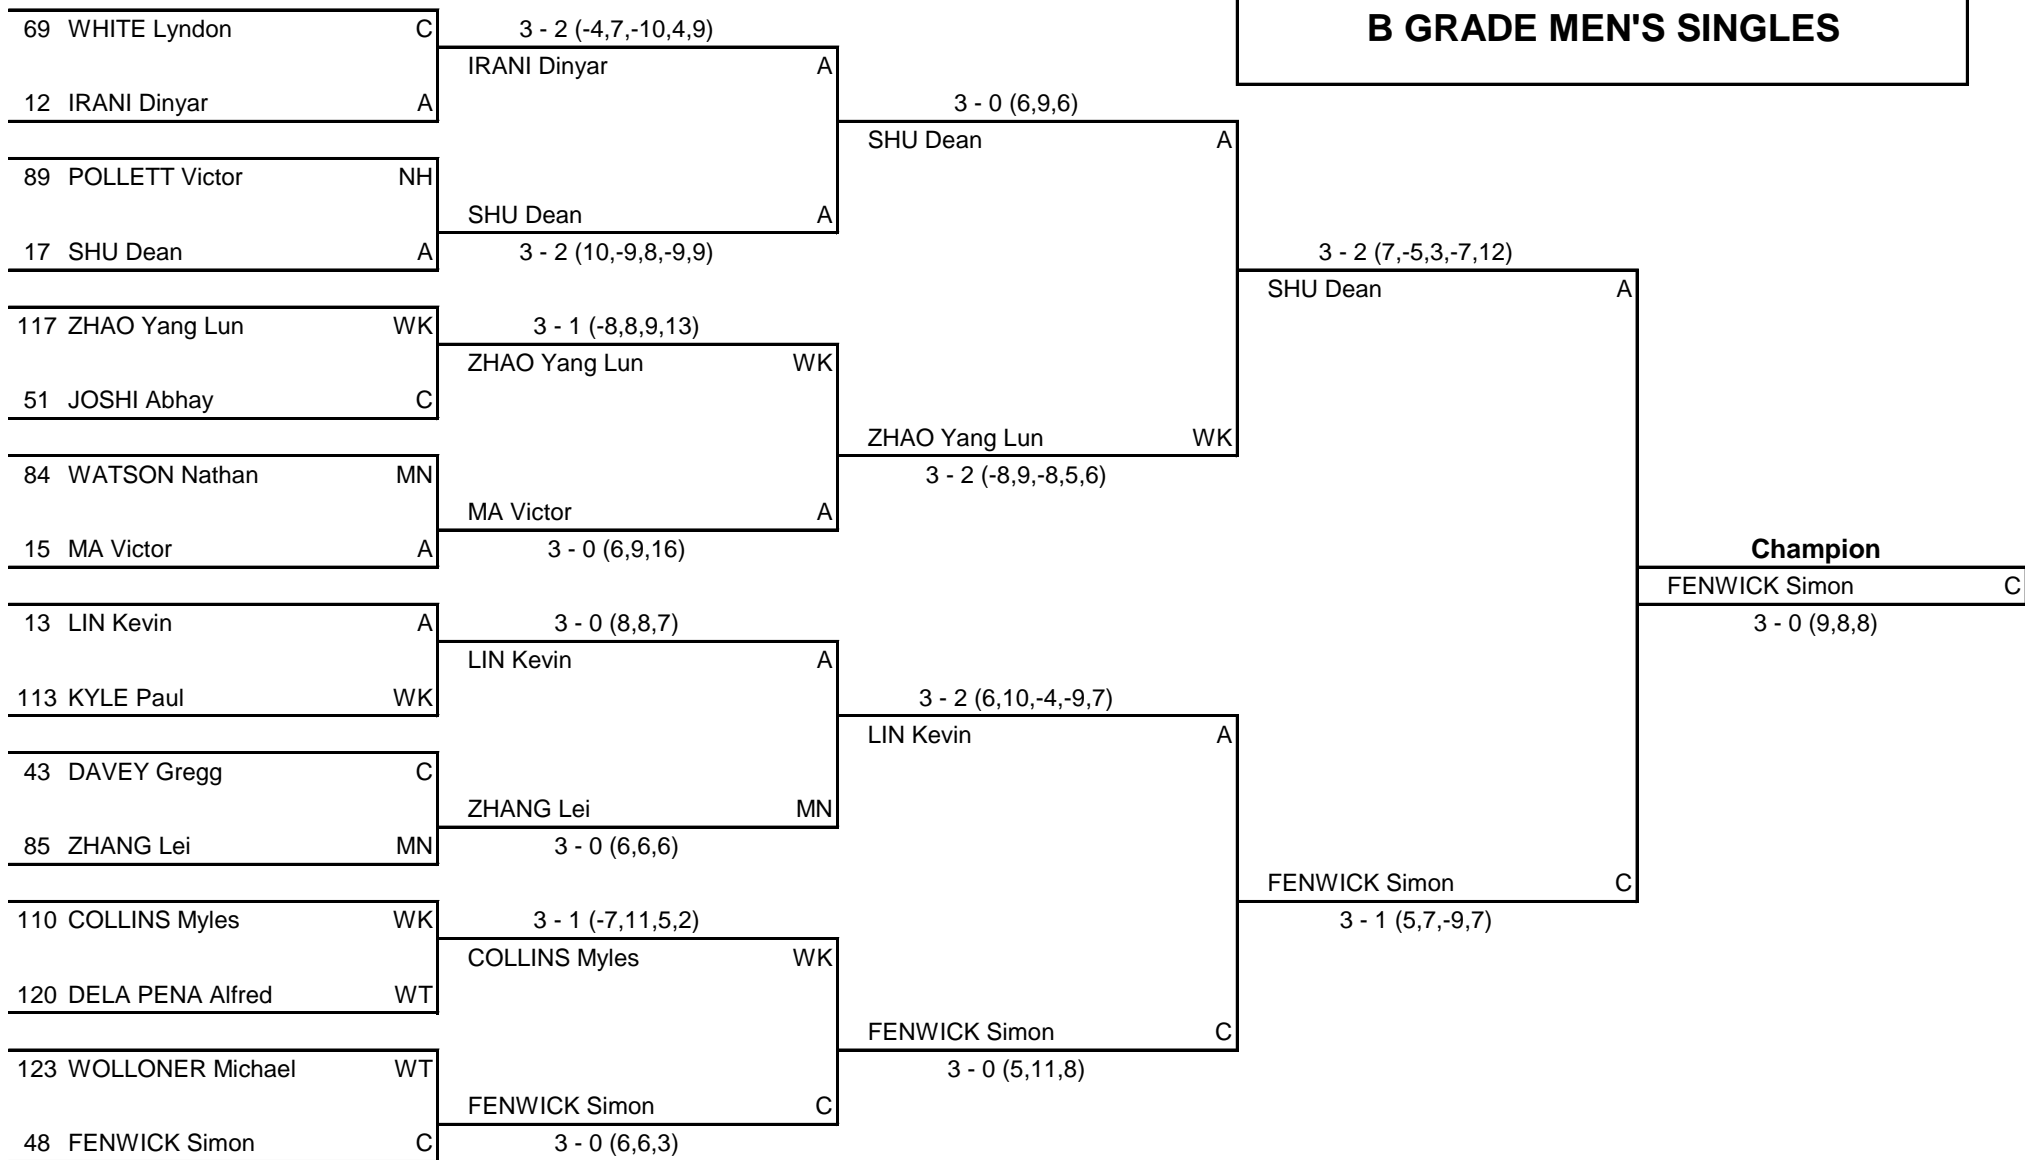 B GRADE MEN'S SINGLES
69 WHITE Lyndon C 3 - 2 (-4,7,-10,4,9)
IRANI Dinyar A
12 IRANI Dinyar A 3 - 0 (6,9,6)
SHU Dean A
89 POLLETT Victor NH
SHU Dean A
17 SHU Dean A 3 - 2 (10,-9,8,-9,9) 3 - 2 (7,-5,3,-7,12)
SHU Dean A
117 ZHAO Yang Lun WK 3 - 1 (-8,8,9,13)
ZHAO Yang Lun WK
51 JOSHI Abhay C
ZHAO Yang Lun WK
84 WATSON Nathan MN 3 - 2 (-8,9,-8,5,6)
MA Victor A
15 MA Victor A 3 - 0 (6,9,16) Champion
FENWICK Simon C
13 LIN Kevin A 3 - 0 (8,8,7) 3 - 0 (9,8,8)
LIN Kevin A
113 KYLE Paul WK 3 - 2 (6,10,-4,-9,7)
LIN Kevin A
43 DAVEY Gregg C
ZHANG Lei MN
85 ZHANG Lei MN 3 - 0 (6,6,6)
FENWICK Simon C
110 COLLINS Myles WK 3 - 1 (-7,11,5,2) 3 - 1 (5,7,-9,7)
COLLINS Myles WK
120 DELA PENA Alfred WT
FENWICK Simon C
123 WOLLONER Michael WT 3 - 0 (5,11,8)
FENWICK Simon C
48 FENWICK Simon C 3 - 0 (6,6,3)